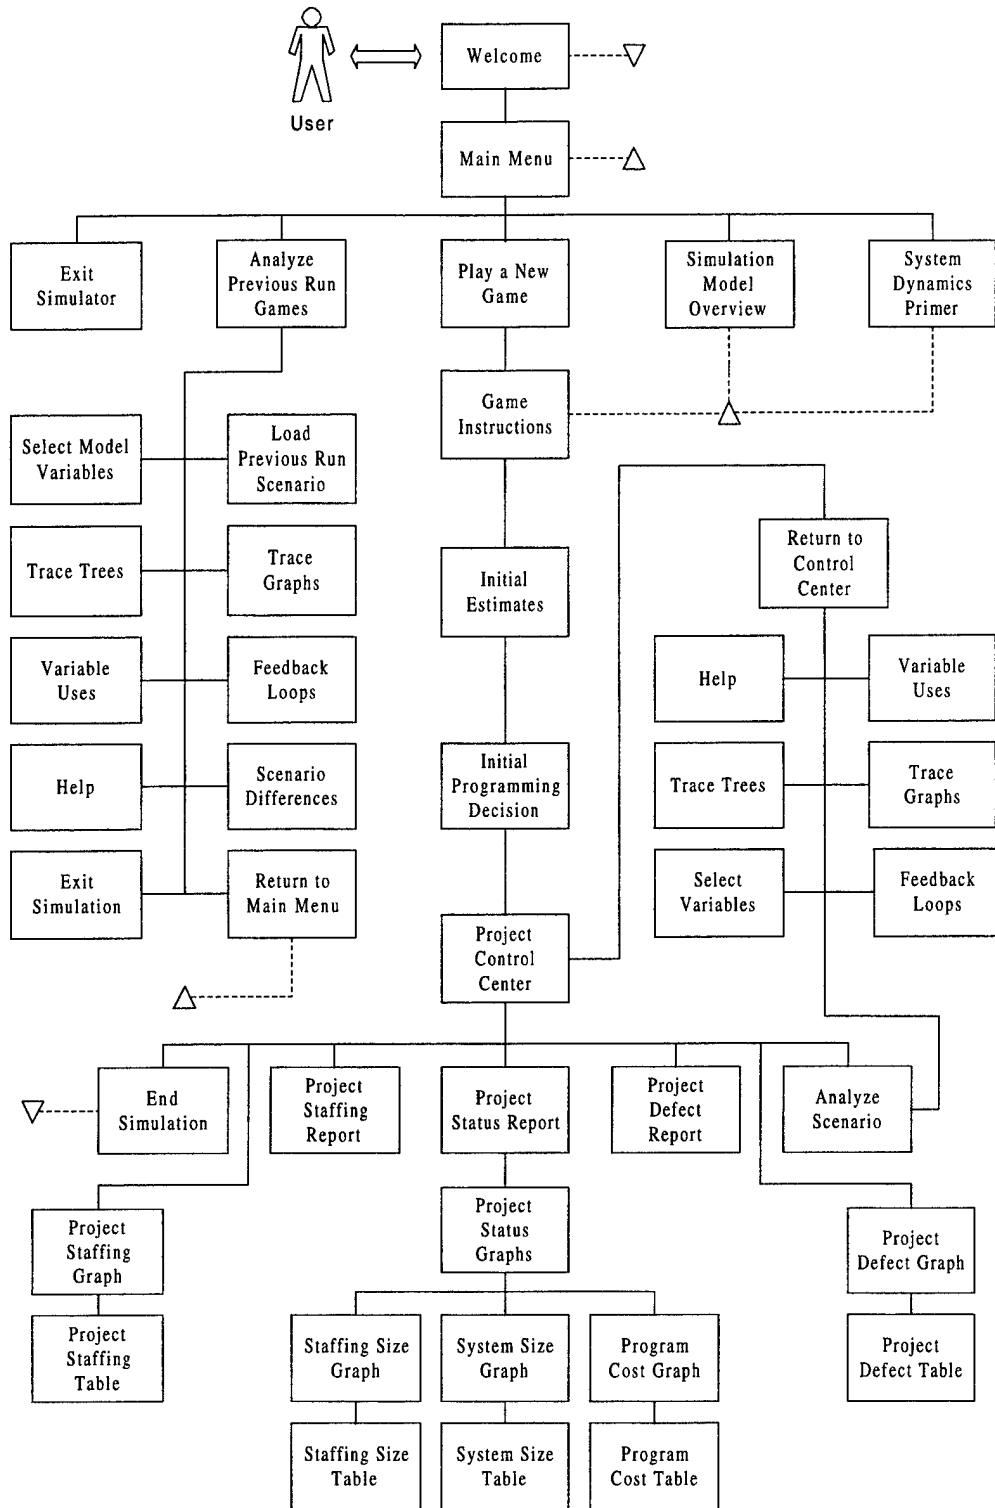 Welcome
User
Main Menu
Exit
Simulator
Analyze
Previous Run
Games
Play a New
Game
Simulation
Model
Overview
System
Dynamics
Primer
Game
Instructions
Select Model
Variables
Load
Previous Run
Scenario
Return to
Control
Center
Trace Trees
Trace
Graphs
Initial
Estimates
Variable
Uses
Feedback
Loops
Help
Variable
Uses
Help
Scenario
Differences
Initial
Programming
Decision
Trace Trees
Trace
Graphs
Exit
Simulation
Return to
Main Menu
Select
Variables
Feedback
Loops
Project
Control
Center
End
Simulation
Project
Staffing
Report
Project
Status Report
Project
Defect
Report
Analyze
Scenario
Project
Staffing
Graph
Project
Status
Graphs
Project
Defect Graph
Project
Staffing
Table
Staffing Size
Graph
System Size
Graph
Program
Cost Graph
Project
Defect Table
Staffing Size
Table
System Size
Table
Program
Cost Table